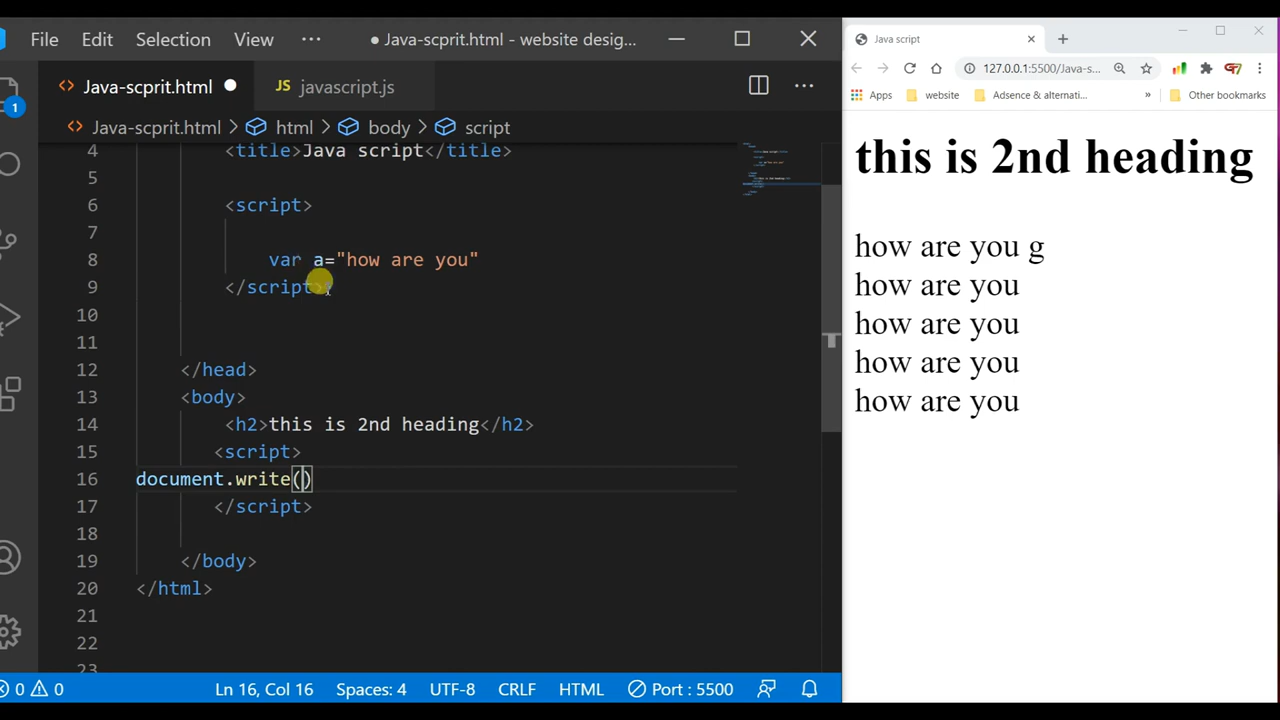 File Edit Selection View ··· ● Java-scprit.html - website desig...
Java-scprit.html ● JS javascript.js ···
Java-scprit.html > html > body > script
4 <title>Java script</title>
5
6 <script>
7
8 var a="how are you"
9 </script>
10
11
12 </head>
13 <body>
14 <h2>this is 2nd heading</h2>
15 <script>
16 document.write()
17 </script>
18
19 </body>
20 </html>
21
22
23
1
0 0 Ln 16, Col 16 Spaces: 4 UTF-8 CRLF HTML Port : 5500
Java script
127.0.0.1:5500/Java-s...
Apps website Adsence & alternati... » Other bookmarks
this is 2nd heading
how are you g
how are you
how are you
how are you
how are you